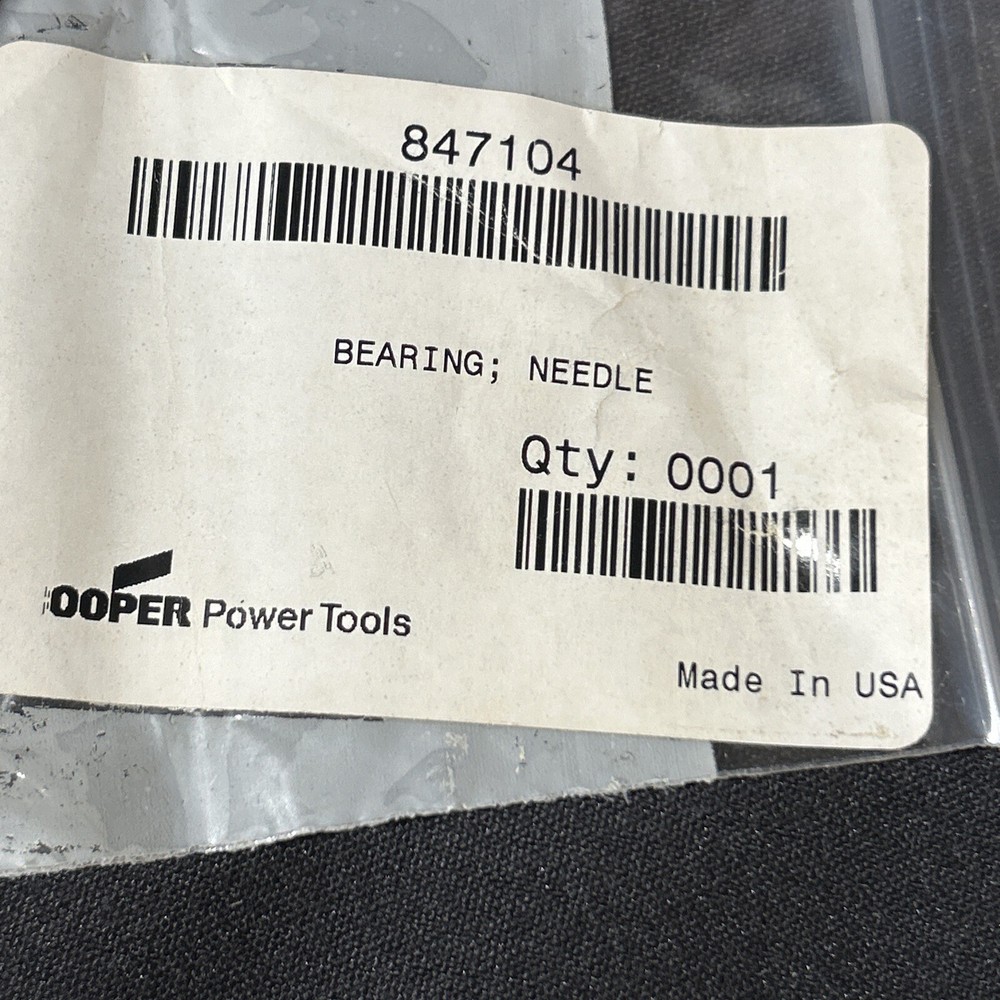 847104
BEARING; NEEDLE
Qty: 0001
OOPER Power Tools
Made In USA